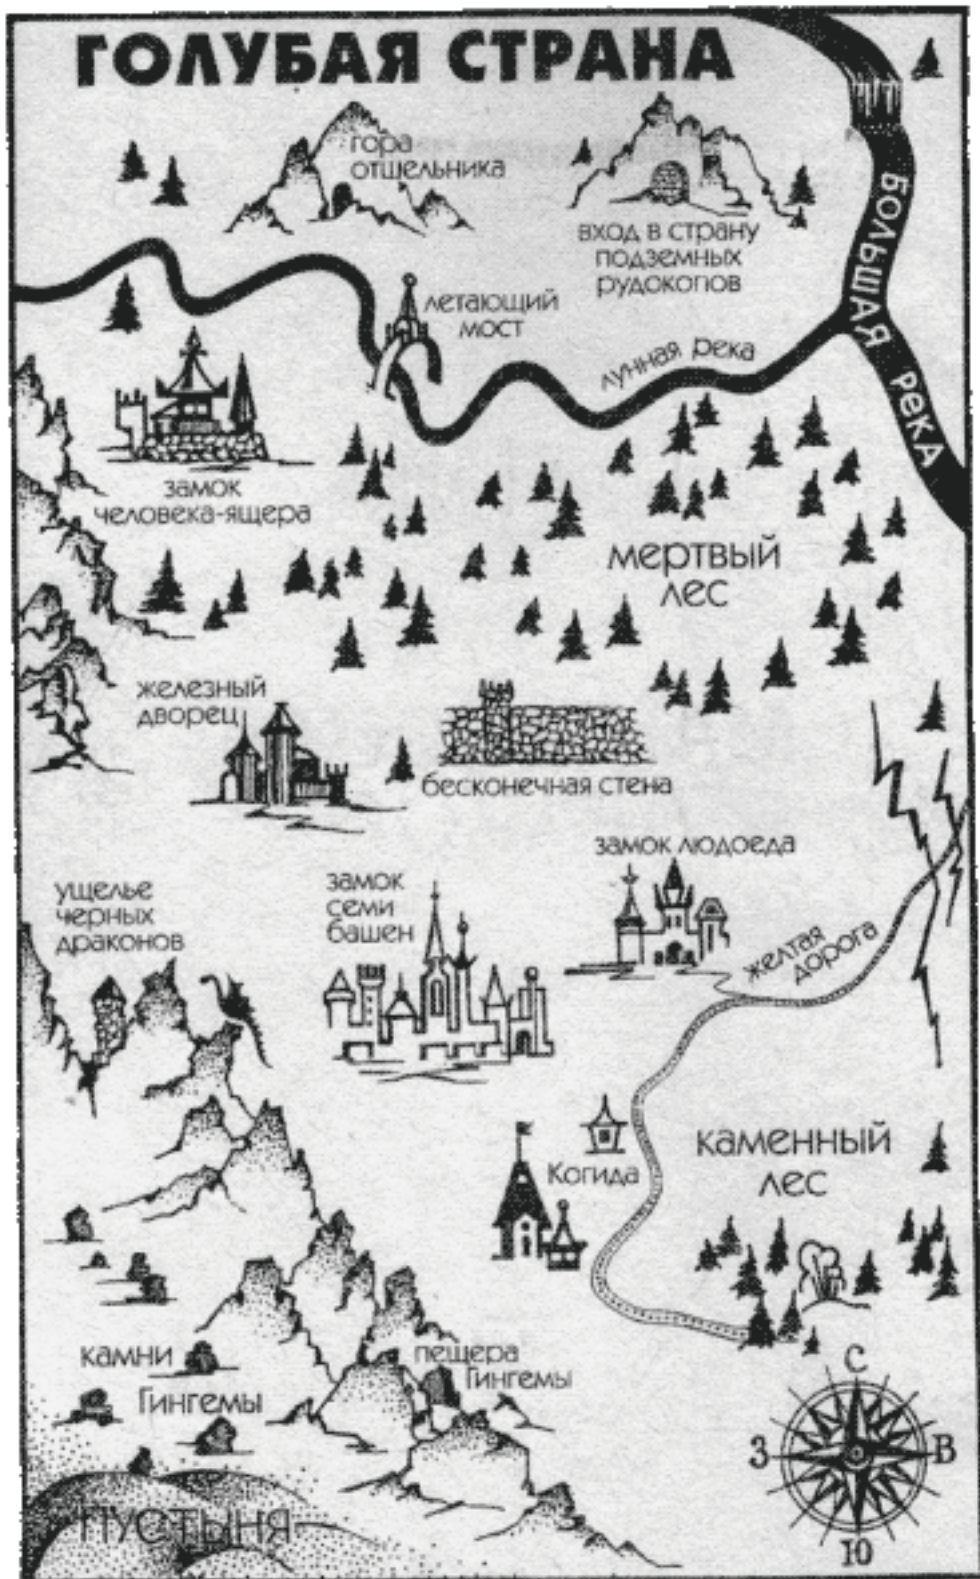 ГОЛУБАЯ СТРАНА
гора
отшельника
вход в страну
подземных
рудокопов
БОЛЬШАЯ РЕКА
летающий
мост
лунная река
замок
человека-ящера
мертвый
лес
железный
дворец
бесконечная стена
замок людоеда
ущелье
черных
драконов
замок
семи
башен
желтая
дорога
каменный
лес
Когида
камни
Гингемы
пещера
Гингемы
С
З
В
Ю
ПУСТЫНЯ